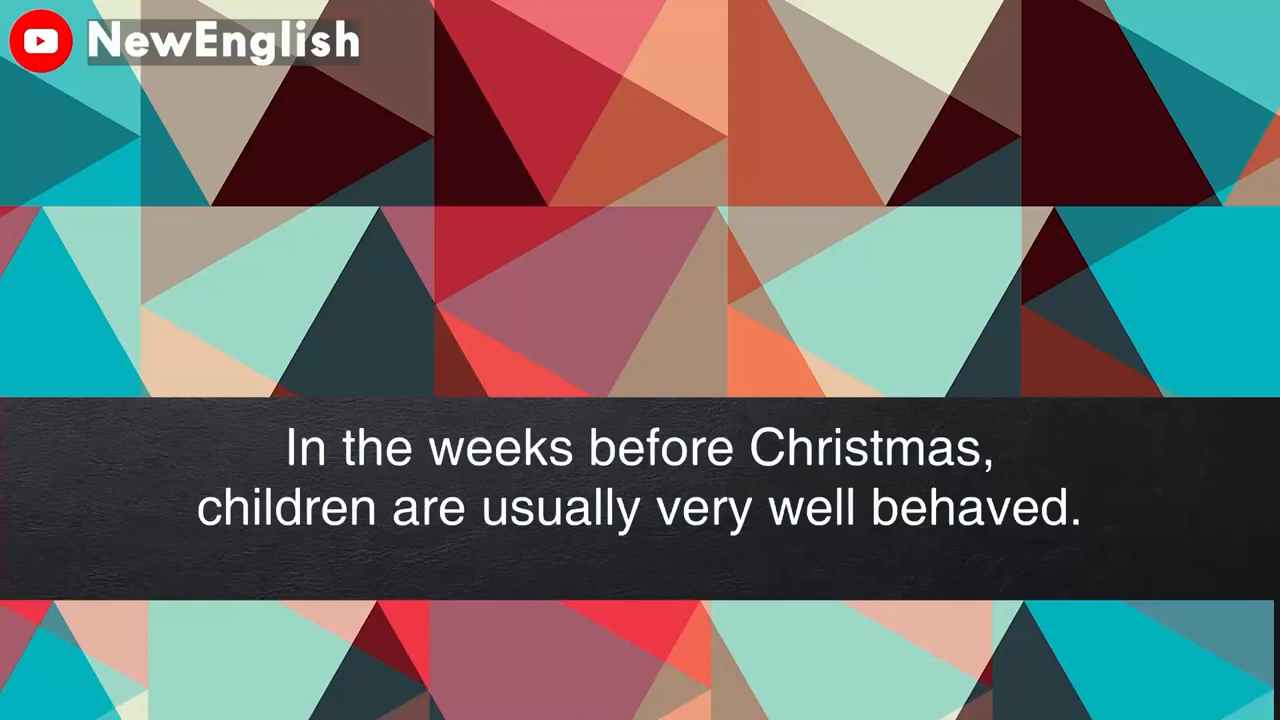 NewEnglish
In the weeks before Christmas,
children are usually very well behaved.